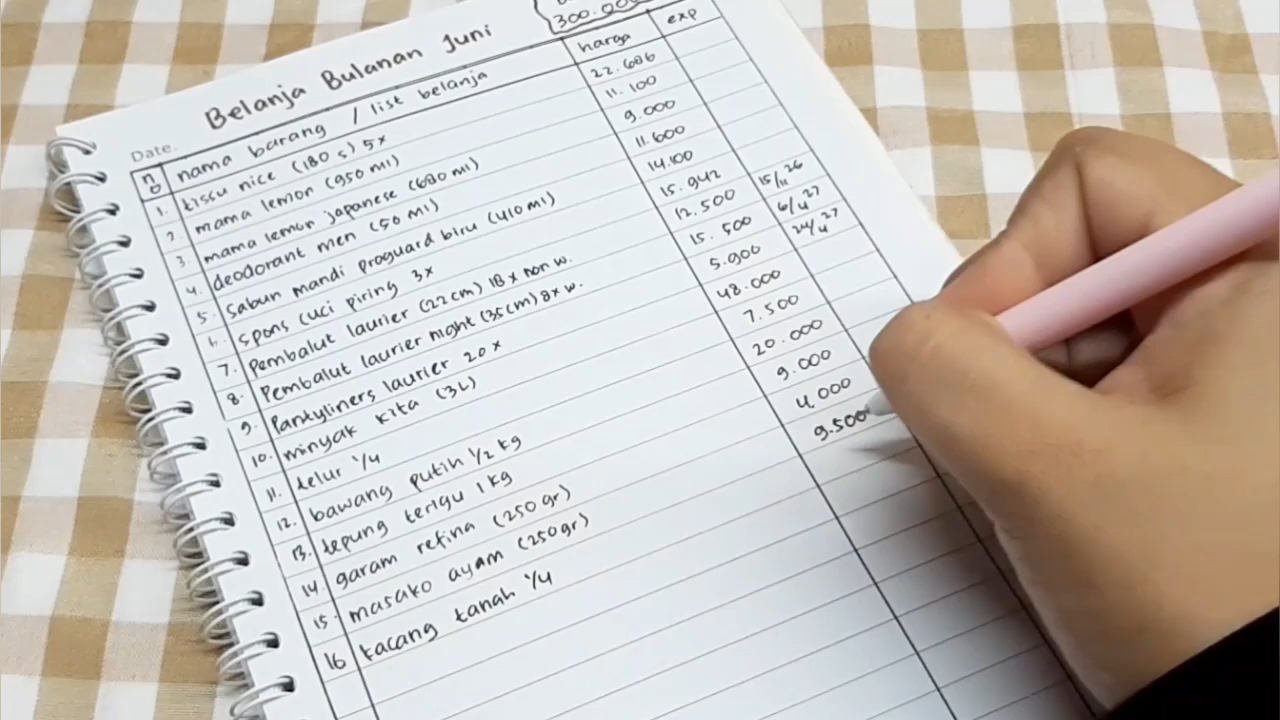 300.000
Belanja Bulanan Juni
Date.
no nama barang / list belanja harga exp
1. tissu nice (180 s) 5x 22.686
2 mama lemon (950 ml) 11.100
3. mama lemon japanese (680 ml) 9.000
4. deodorant men (50 ml) 11.600
5. sabun mandi proguard biru (410 ml) 14.100
6. spons cuci piring 3x 15.942
7. Pembalut laurier (22cm) 18x non w. 12.500 15/11 26
8. Pembalut laurier night (35cm) 8x w. 15.500 6/4 27
9. Pantyliners laurier 20x 5.900 24/4 27
10. minyak kita (3L) 48.000
11. telur 1/4 7.500
12. bawang putih 1/2 kg 20.000
13. tepung terigu 1 kg 9.000
14. garam refina (250 gr) 4.000
15. masako ayam (250gr) 9.500
16 kacang tanah 1/4